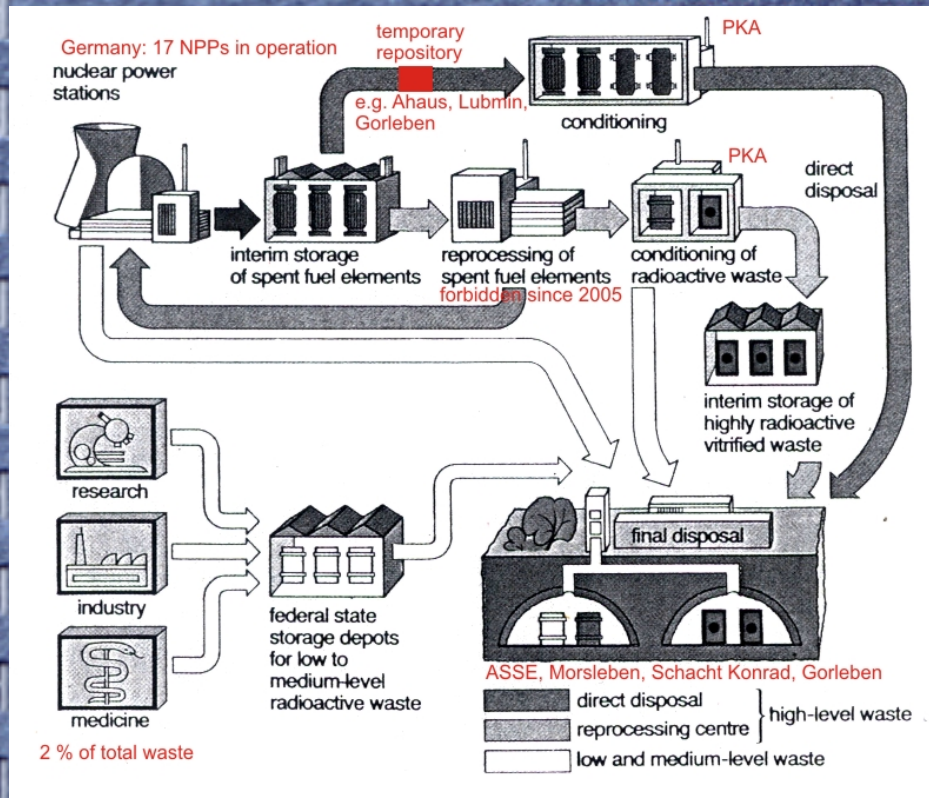 Germany: 17 NPPs in operation
nuclear power
stations
temporary
repository
e.g. Ahaus, Lubmin,
Gorleben
PKA
conditioning
PKA
direct
disposal
interim storage
of spent fuel elements
reprocessing of
spent fuel elements
forbidden since 2005
conditioning of
radioactive waste
interim storage of
highly radioactive
vitrified waste
research
industry
medicine
2 % of total waste
federal state
storage depots
for low to
medium-level
radioactive waste
final disposal
ASSE, Morsleben, Schacht Konrad, Gorleben
direct disposal
reprocessing centre
high-level waste
low and medium-level waste